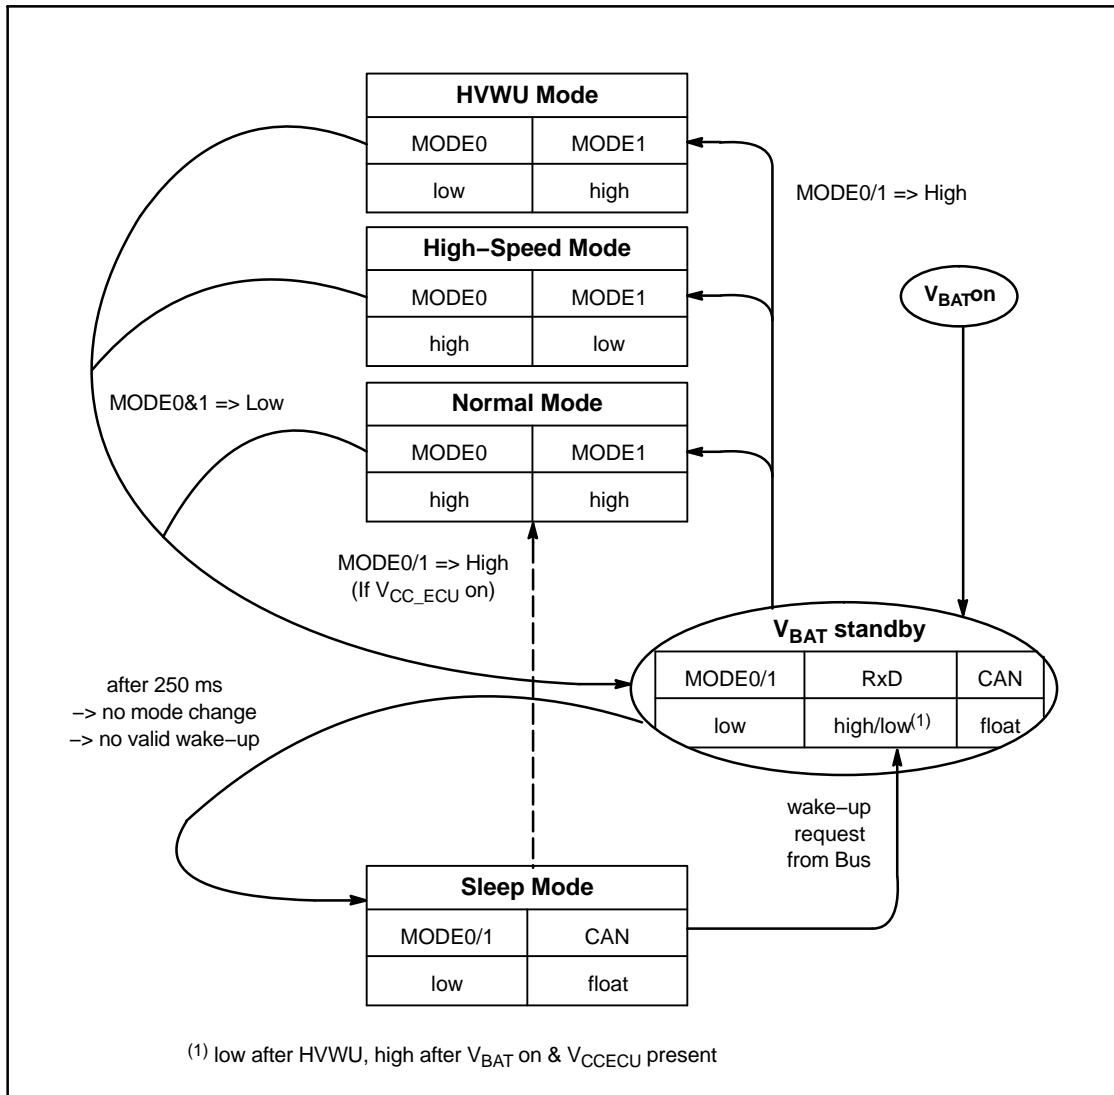 HVWU Mode
MODE0 MODE1
low high
MODE0/1 => High
High−Speed Mode
MODE0 MODE1
high low
VBATon
MODE0&1 => Low
Normal Mode
MODE0 MODE1
high high
MODE0/1 => High
(If VCC_ECU on)
VBAT standby
MODE0/1 RxD CAN
low high/low(1) float
after 250 ms
−> no mode change
−> no valid wake−up
wake−up
request
from Bus
Sleep Mode
MODE0/1 CAN
low float
(1) low after HVWU, high after VBAT on & VCCECU present